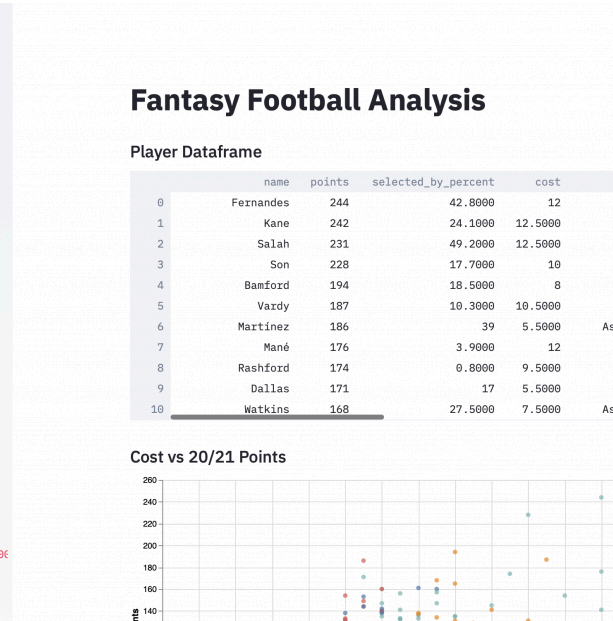 Fantasy Football Analysis
Player Dataframe
name points selected_by_percent cost
0 Fernandes 244 42.8000 12
1 Kane 242 24.1000 12.5000
2 Salah 231 49.2000 12.5000
3 Son 228 17.7000 10
4 Bamford 194 18.5000 8
5 Vardy 187 10.3000 10.5000
6 Martínez 186 39 5.5000 As
7 Mané 176 3.9000 12
8 Rashford 174 0.8000 9.5000
9 Dallas 171 17 5.5000
10 Watkins 168 27.5000 7.5000 As
Cost vs 20/21 Points
260
240
220
200
180
160
140
nts